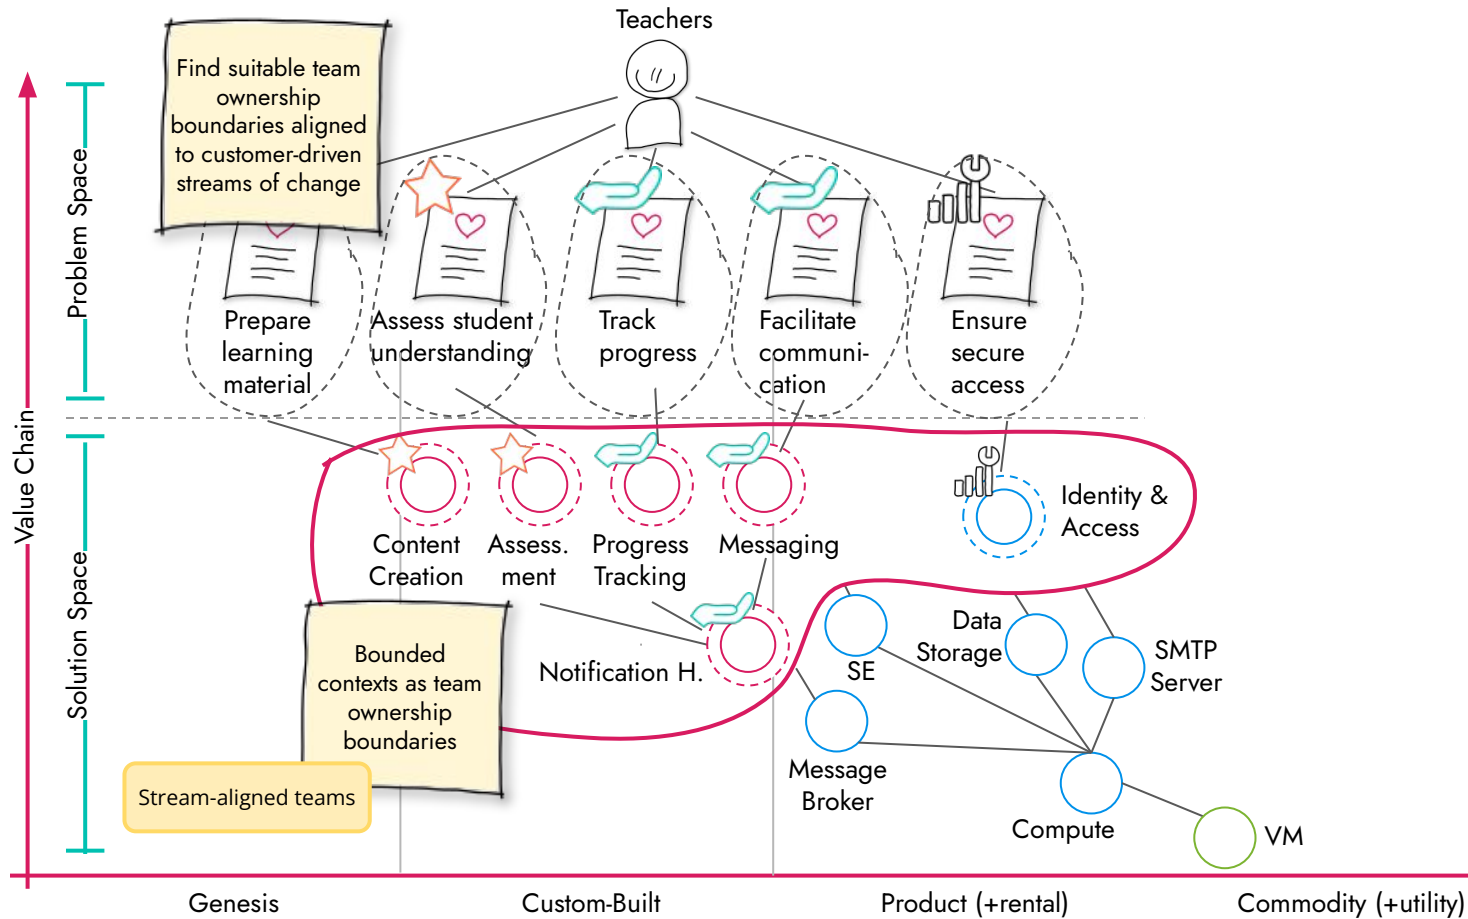 Teachers
Find suitable team
ownership
boundaries aligned
to customer-driven
streams of change
Problem Space
Prepare
learning
material
Assess student
understanding
Track
progress
Facilitate
communi-
cation
Ensure
secure
access
Value Chain
Solution Space
Content
Creation
Assess.
ment
Progress
Tracking
Messaging
Identity &
Access
Notification H.
SE
Data
Storage
SMTP
Server
Message
Broker
Compute
VM
Bounded
contexts as team
ownership
boundaries
Stream-aligned teams
Genesis
Custom-Built
Product (+rental)
Commodity (+utility)